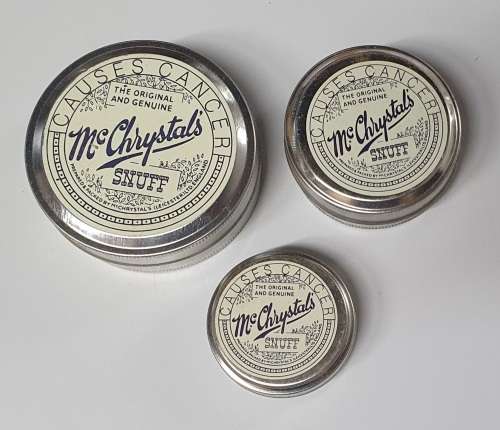 CAUSES CANCER
THE ORIGINAL
AND GENUINE
McChrystal's
SNUFF
CAUSES CANCER
THE ORIGINAL
AND GENUINE
McChrystal's
SNUFF
CAUSES CANCER
THE ORIGINAL
AND GENUINE
McChrystal's
SNUFF